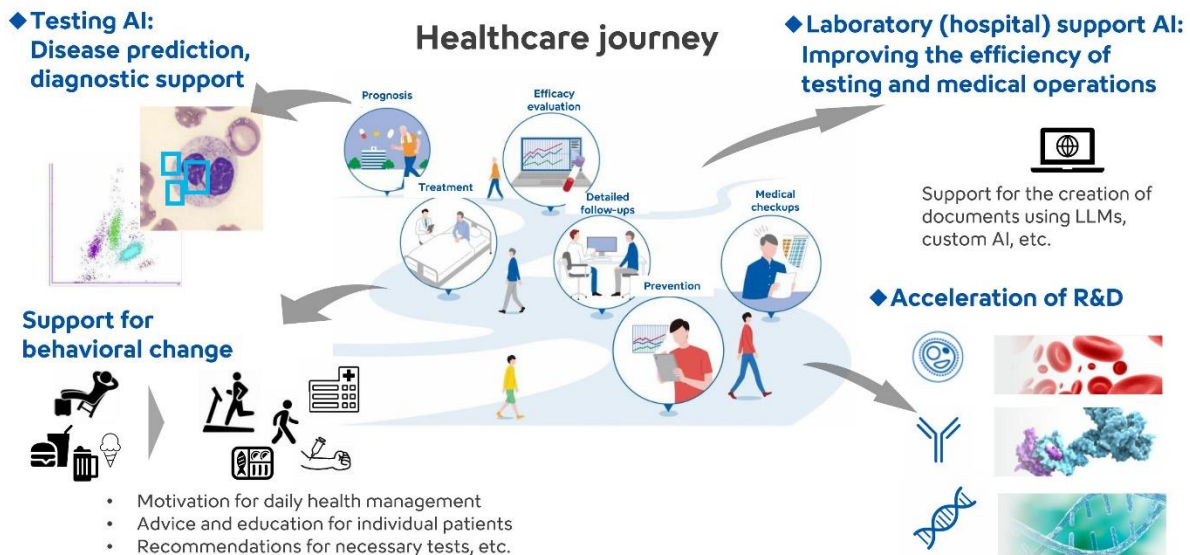 ◆Testing AI:
Disease prediction,
diagnostic support
Healthcare journey
◆Laboratory (hospital) support AI:
Improving the efficiency of
testing and medical operations
Prognosis
Efficacy
evaluation
Treatment
Detailed
follow-ups
Medical
checkups
Prevention
Support for the creation of
documents using LLMs,
custom AI, etc.
Support for
behavioral change
◆Acceleration of R&D
• Motivation for daily health management
• Advice and education for individual patients
• Recommendations for necessary tests, etc.